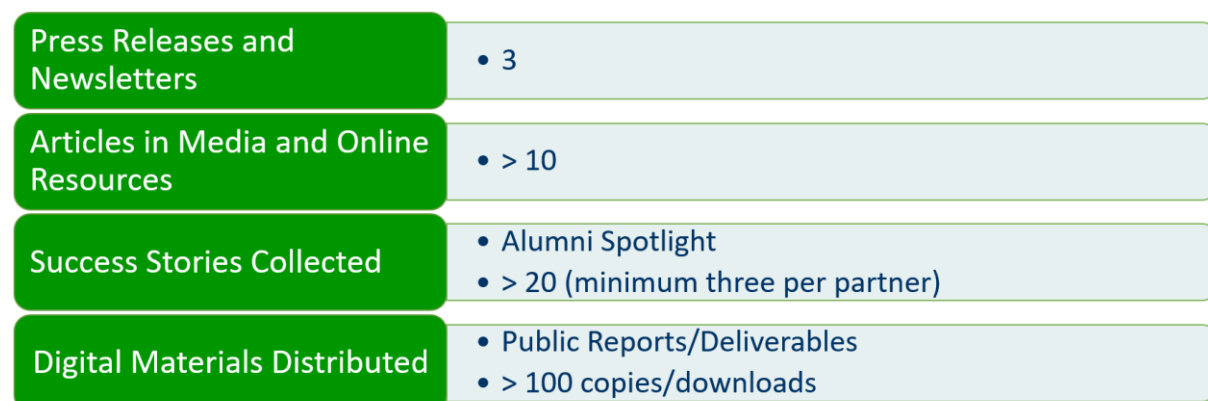 Press Releases and
Newsletters
• 3
Articles in Media and Online
Resources
• > 10
Success Stories Collected
• Alumni Spotlight
• > 20 (minimum three per partner)
Digital Materials Distributed
• Public Reports/Deliverables
• > 100 copies/downloads